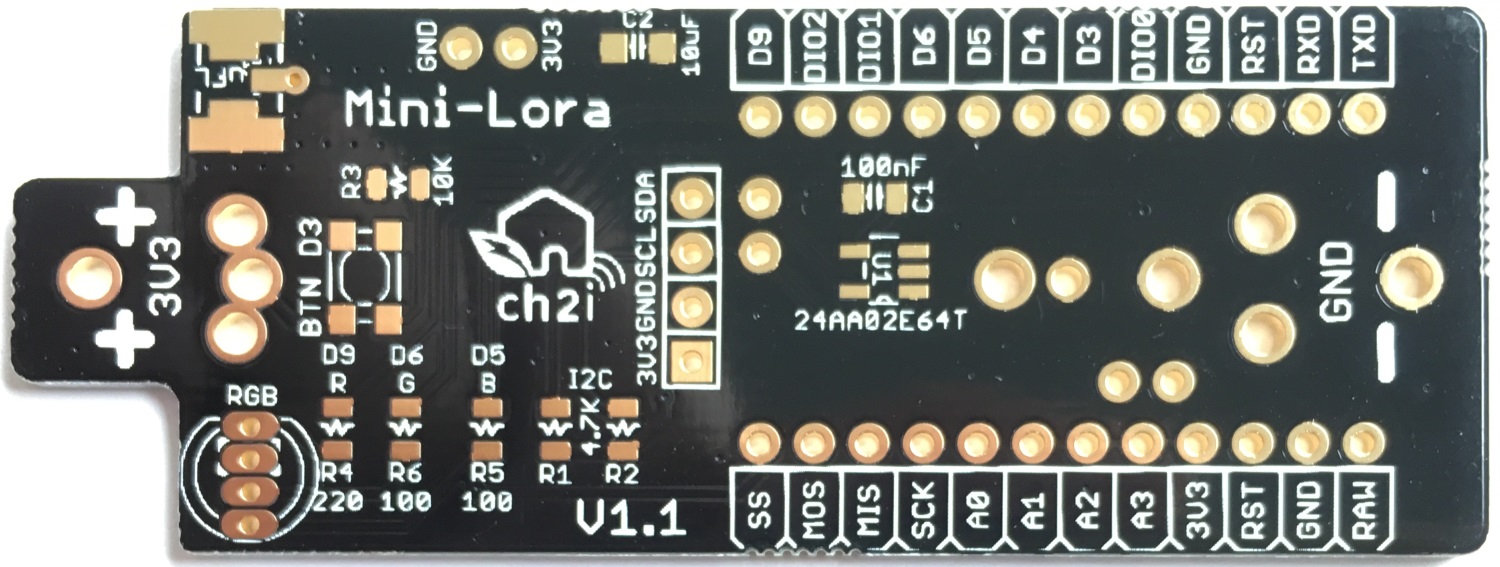 D9
DIO2
DIO1
D6
D5
D4
D3
DIO0
GND
RST
RXD
TXD
GND
3V3
C2
10uF
uFL
Mini-Lora
100nF
C1
R3
10K
3V3
BTN D3
ch2i
3V3GNDSCLSDA
U1
24AA02E64T
GND
D9
R
D6
G
D5
B
I2C
4.7K
RGB
R4
220
R6
100
R5
100
R1
R2
V1.1
SS
MOS
MIS
SCK
A0
A1
A2
A3
3V3
RST
GND
RAW